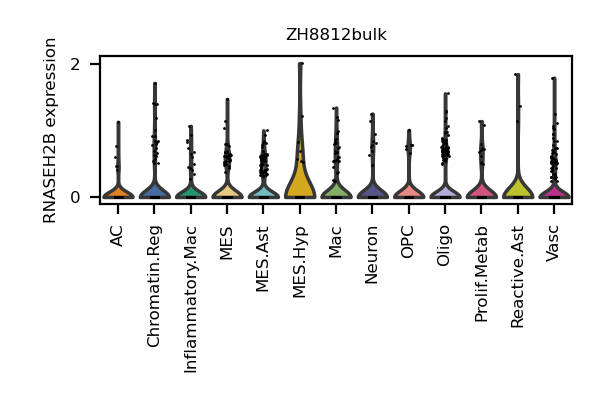 ZH8812bulk
RNASEH2B expression
2
0
AC
Chromatin.Reg
Inflammatory.Mac
MES
MES.Ast
MES.Hyp
Mac
Neuron
OPC
Oligo
Prolif.Metab
Reactive.Ast
Vasc